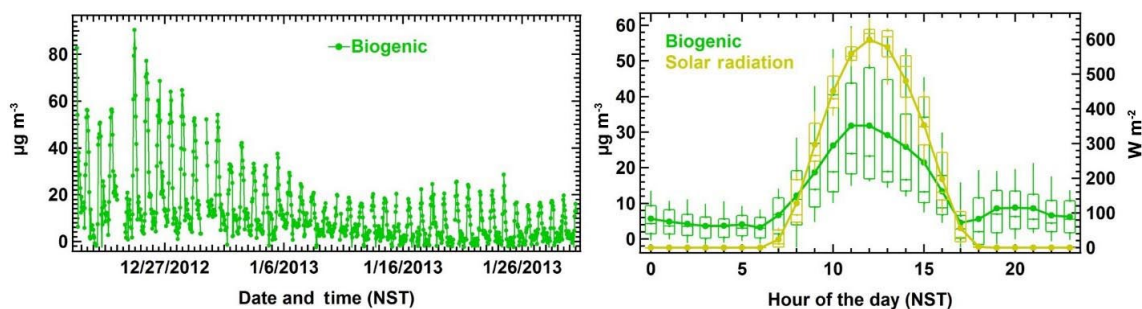 80
60
40
20
0
µg m⁻³
Biogenic
12/27/2012 1/6/2013 1/16/2013 1/26/2013
Date and time (NST)
60
50
40
30
20
10
0
µg m⁻³
Biogenic
Solar radiation
600
500
400
300
200
100
0
W m⁻²
0 5 10 15 20
Hour of the day (NST)